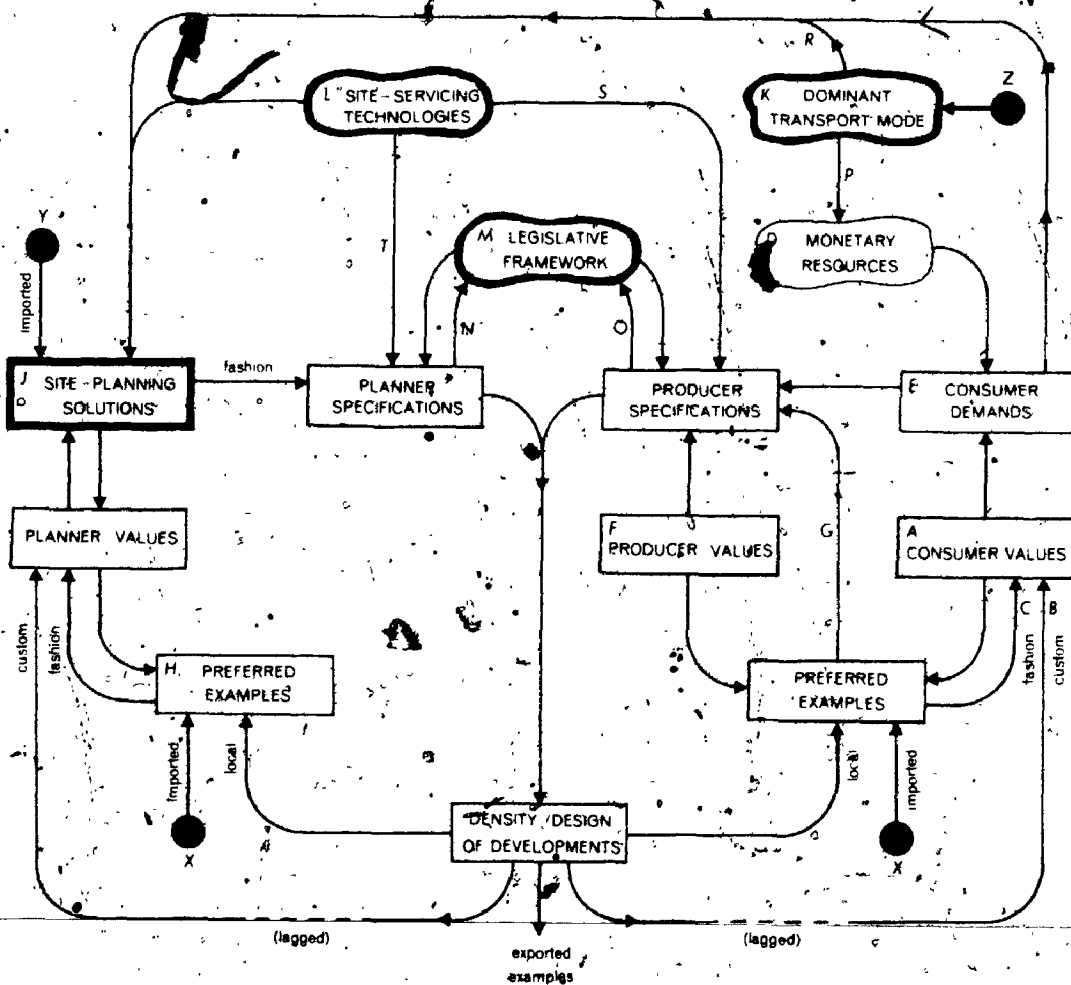 R
Z
L SITE-SERVICING
TECHNOLOGIES
S
K DOMINANT
TRANSPORT MODE
P
Y
T
M LEGISLATIVE
FRAMEWORK
MONETARY
RESOURCES
imported
N
O
J SITE-PLANNING
SOLUTIONS
fashion
PLANNER
SPECIFICATIONS
PRODUCER
SPECIFICATIONS
E CONSUMER
DEMANDS
PLANNER VALUES
F
PRODUCER VALUES
G
A
CONSUMER VALUES
custom
fashion
C
B
fashion
custom
H PREFERRED
EXAMPLES
PREFERRED
EXAMPLES
imported
local
local
imported
X
DENSITY/DESIGN
OF DEVELOPMENTS
X
(lagged)
(lagged)
exported
examples